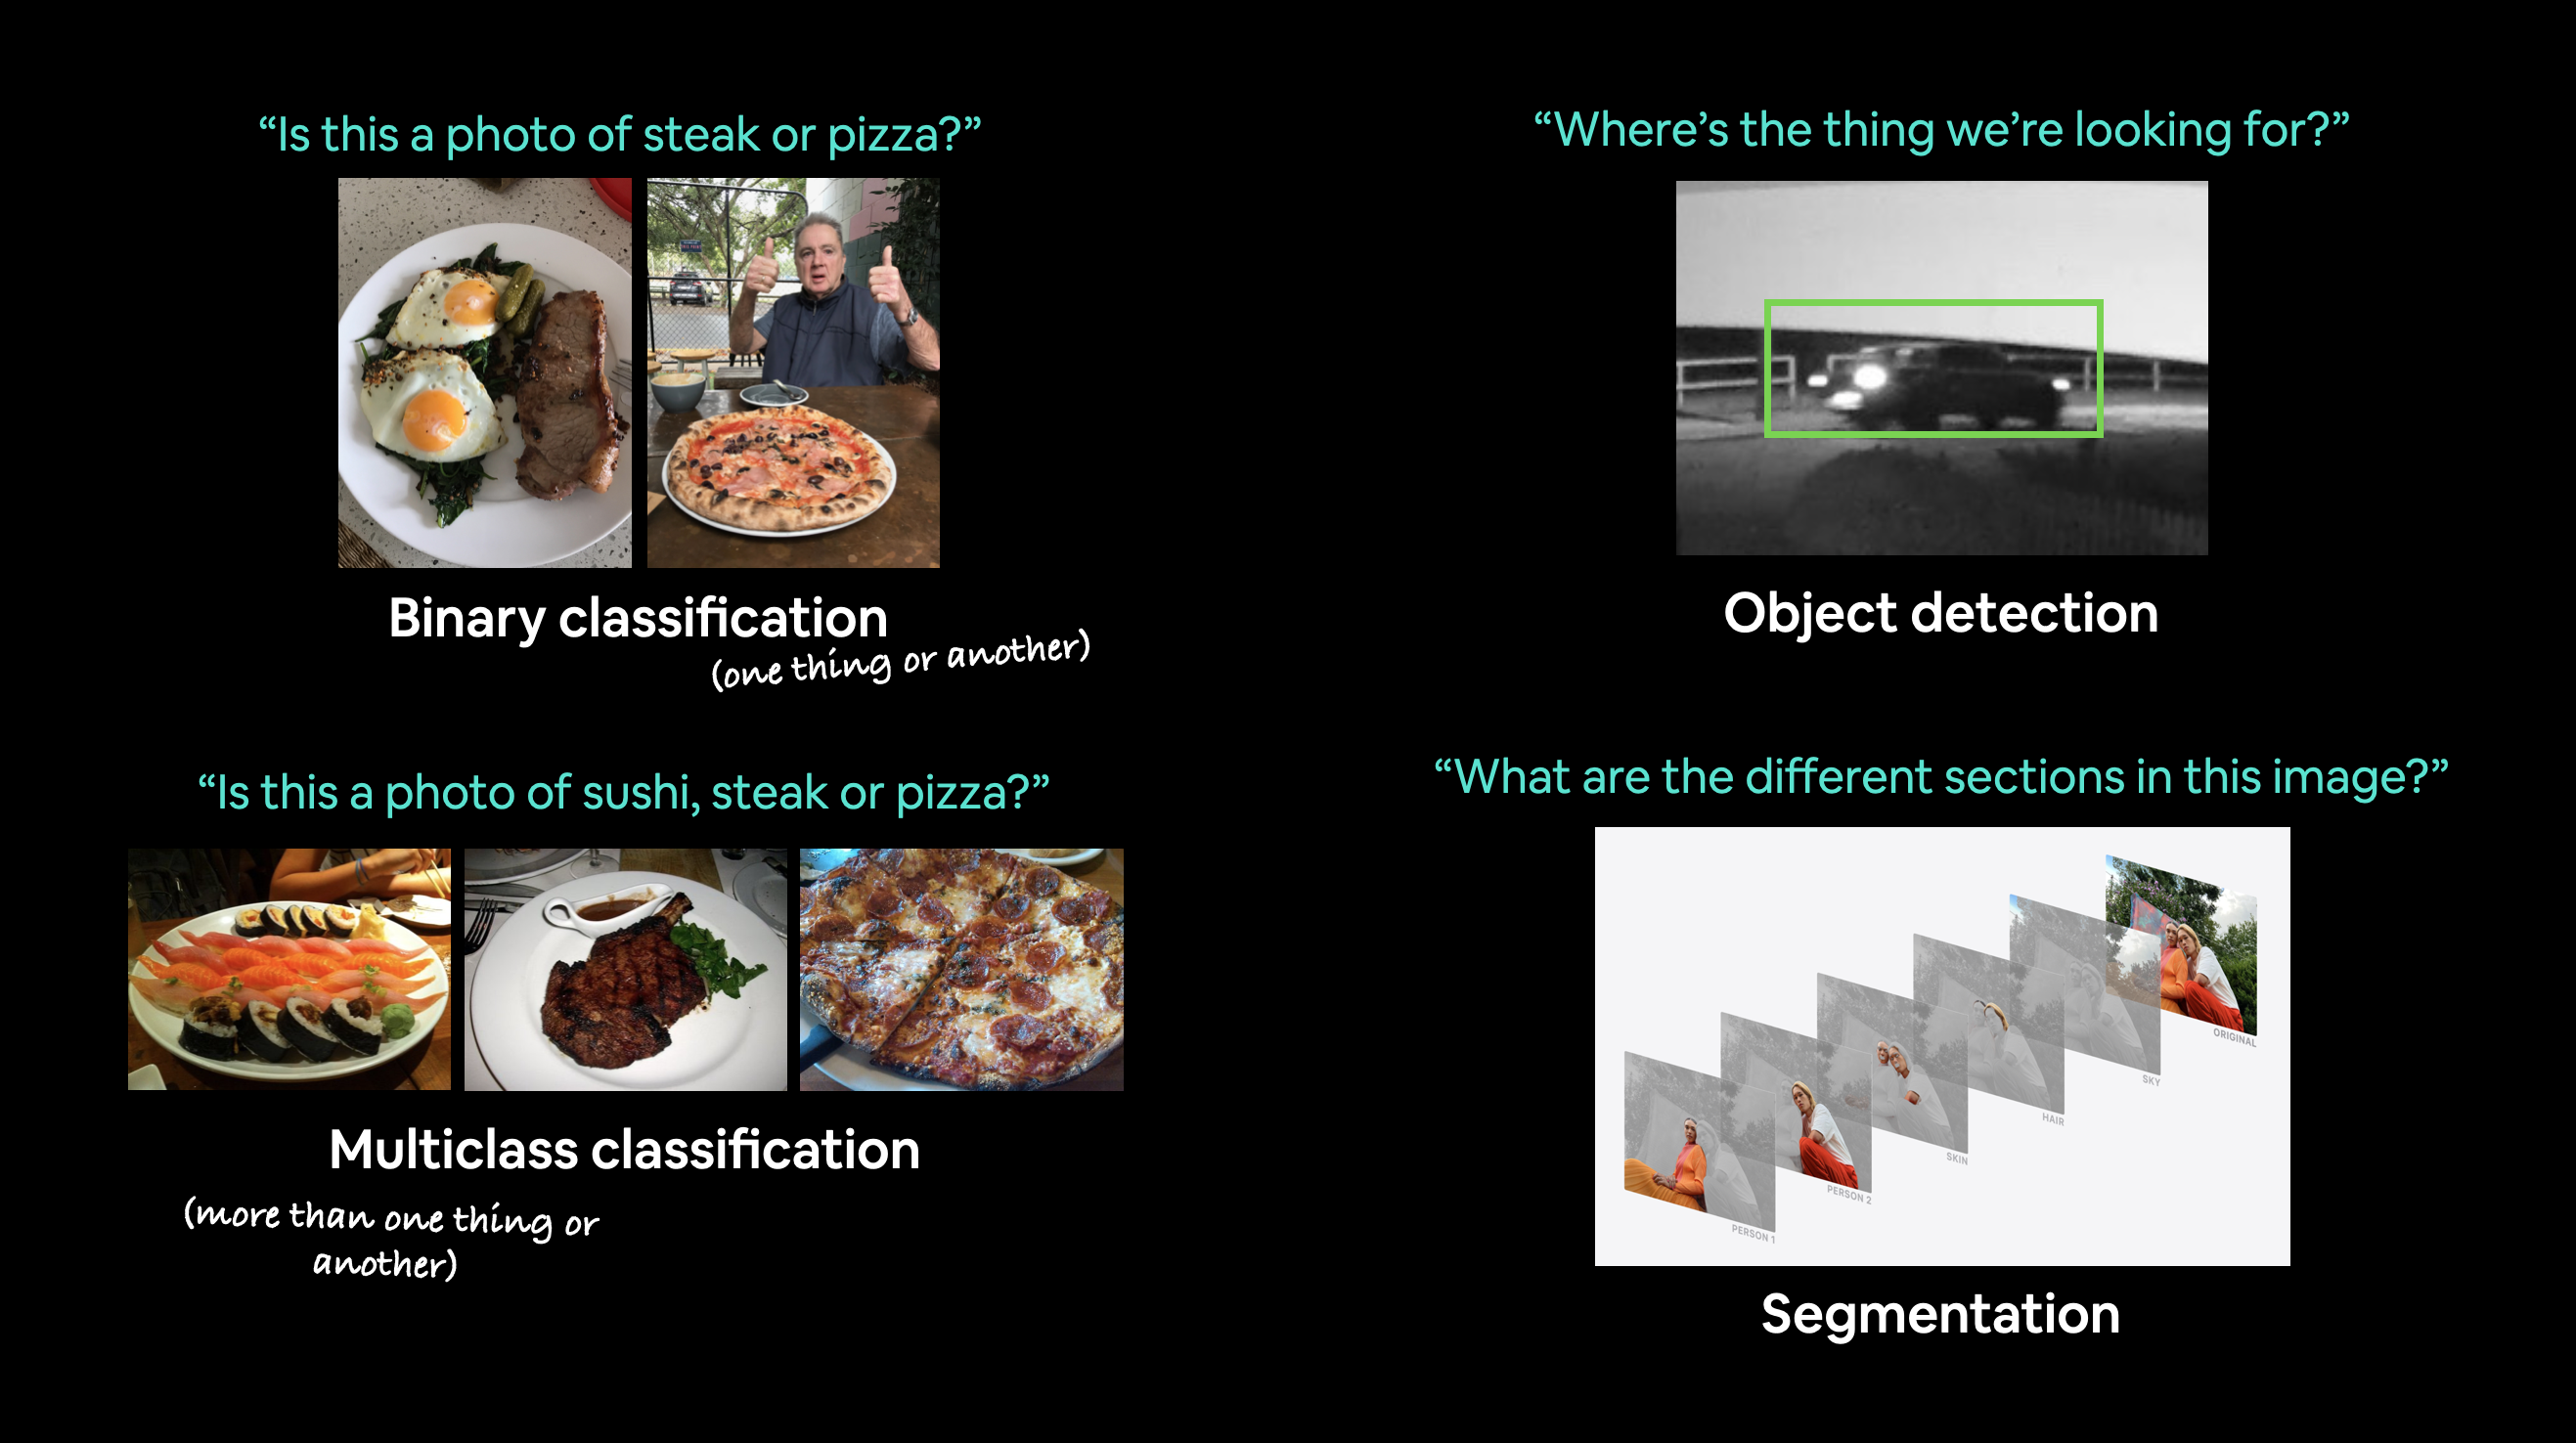 “Is this a photo of steak or pizza?”
Binary classification
(one thing or another)
“Where’s the thing we’re looking for?”
Object detection
“Is this a photo of sushi, steak or pizza?”
Multiclass classification
(more than one thing or
another)
“What are the different sections in this image?”
ORIGINAL
SKY
HAIR
SKIN
PERSON 2
PERSON 1
Segmentation